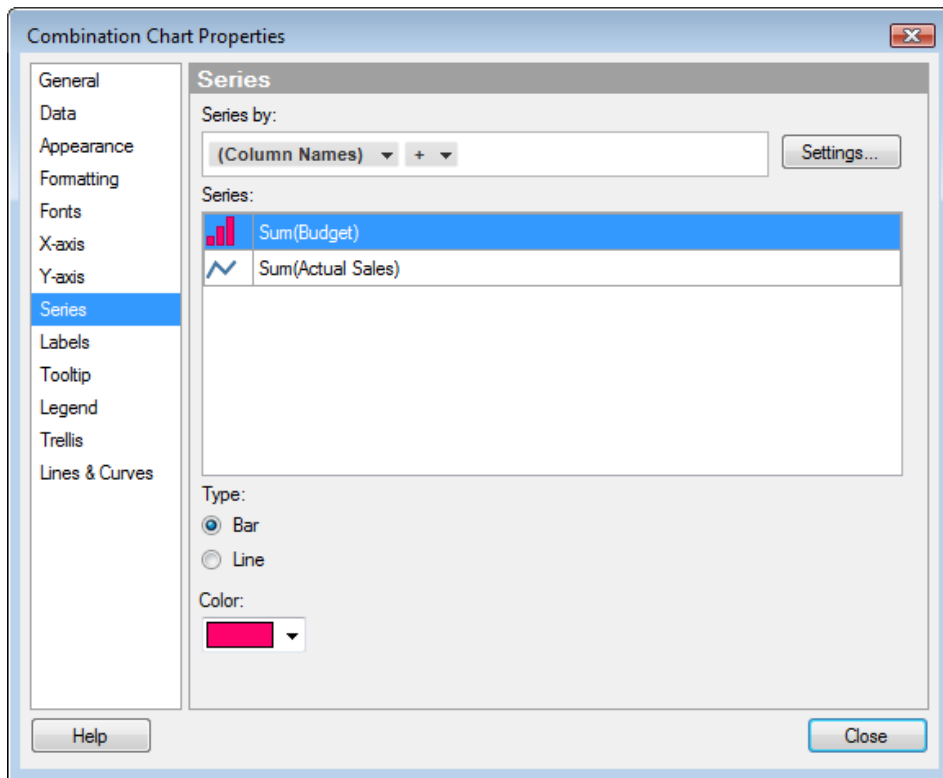 Combination Chart Properties
General
Data
Appearance
Formatting
Fonts
X-axis
Y-axis
Series
Labels
Tooltip
Legend
Trellis
Lines & Curves
Series
Series by:
(Column Names) +
Settings...
Series:
Sum(Budget)
Sum(Actual Sales)
Type:
Bar
Line
Color:
Help
Close